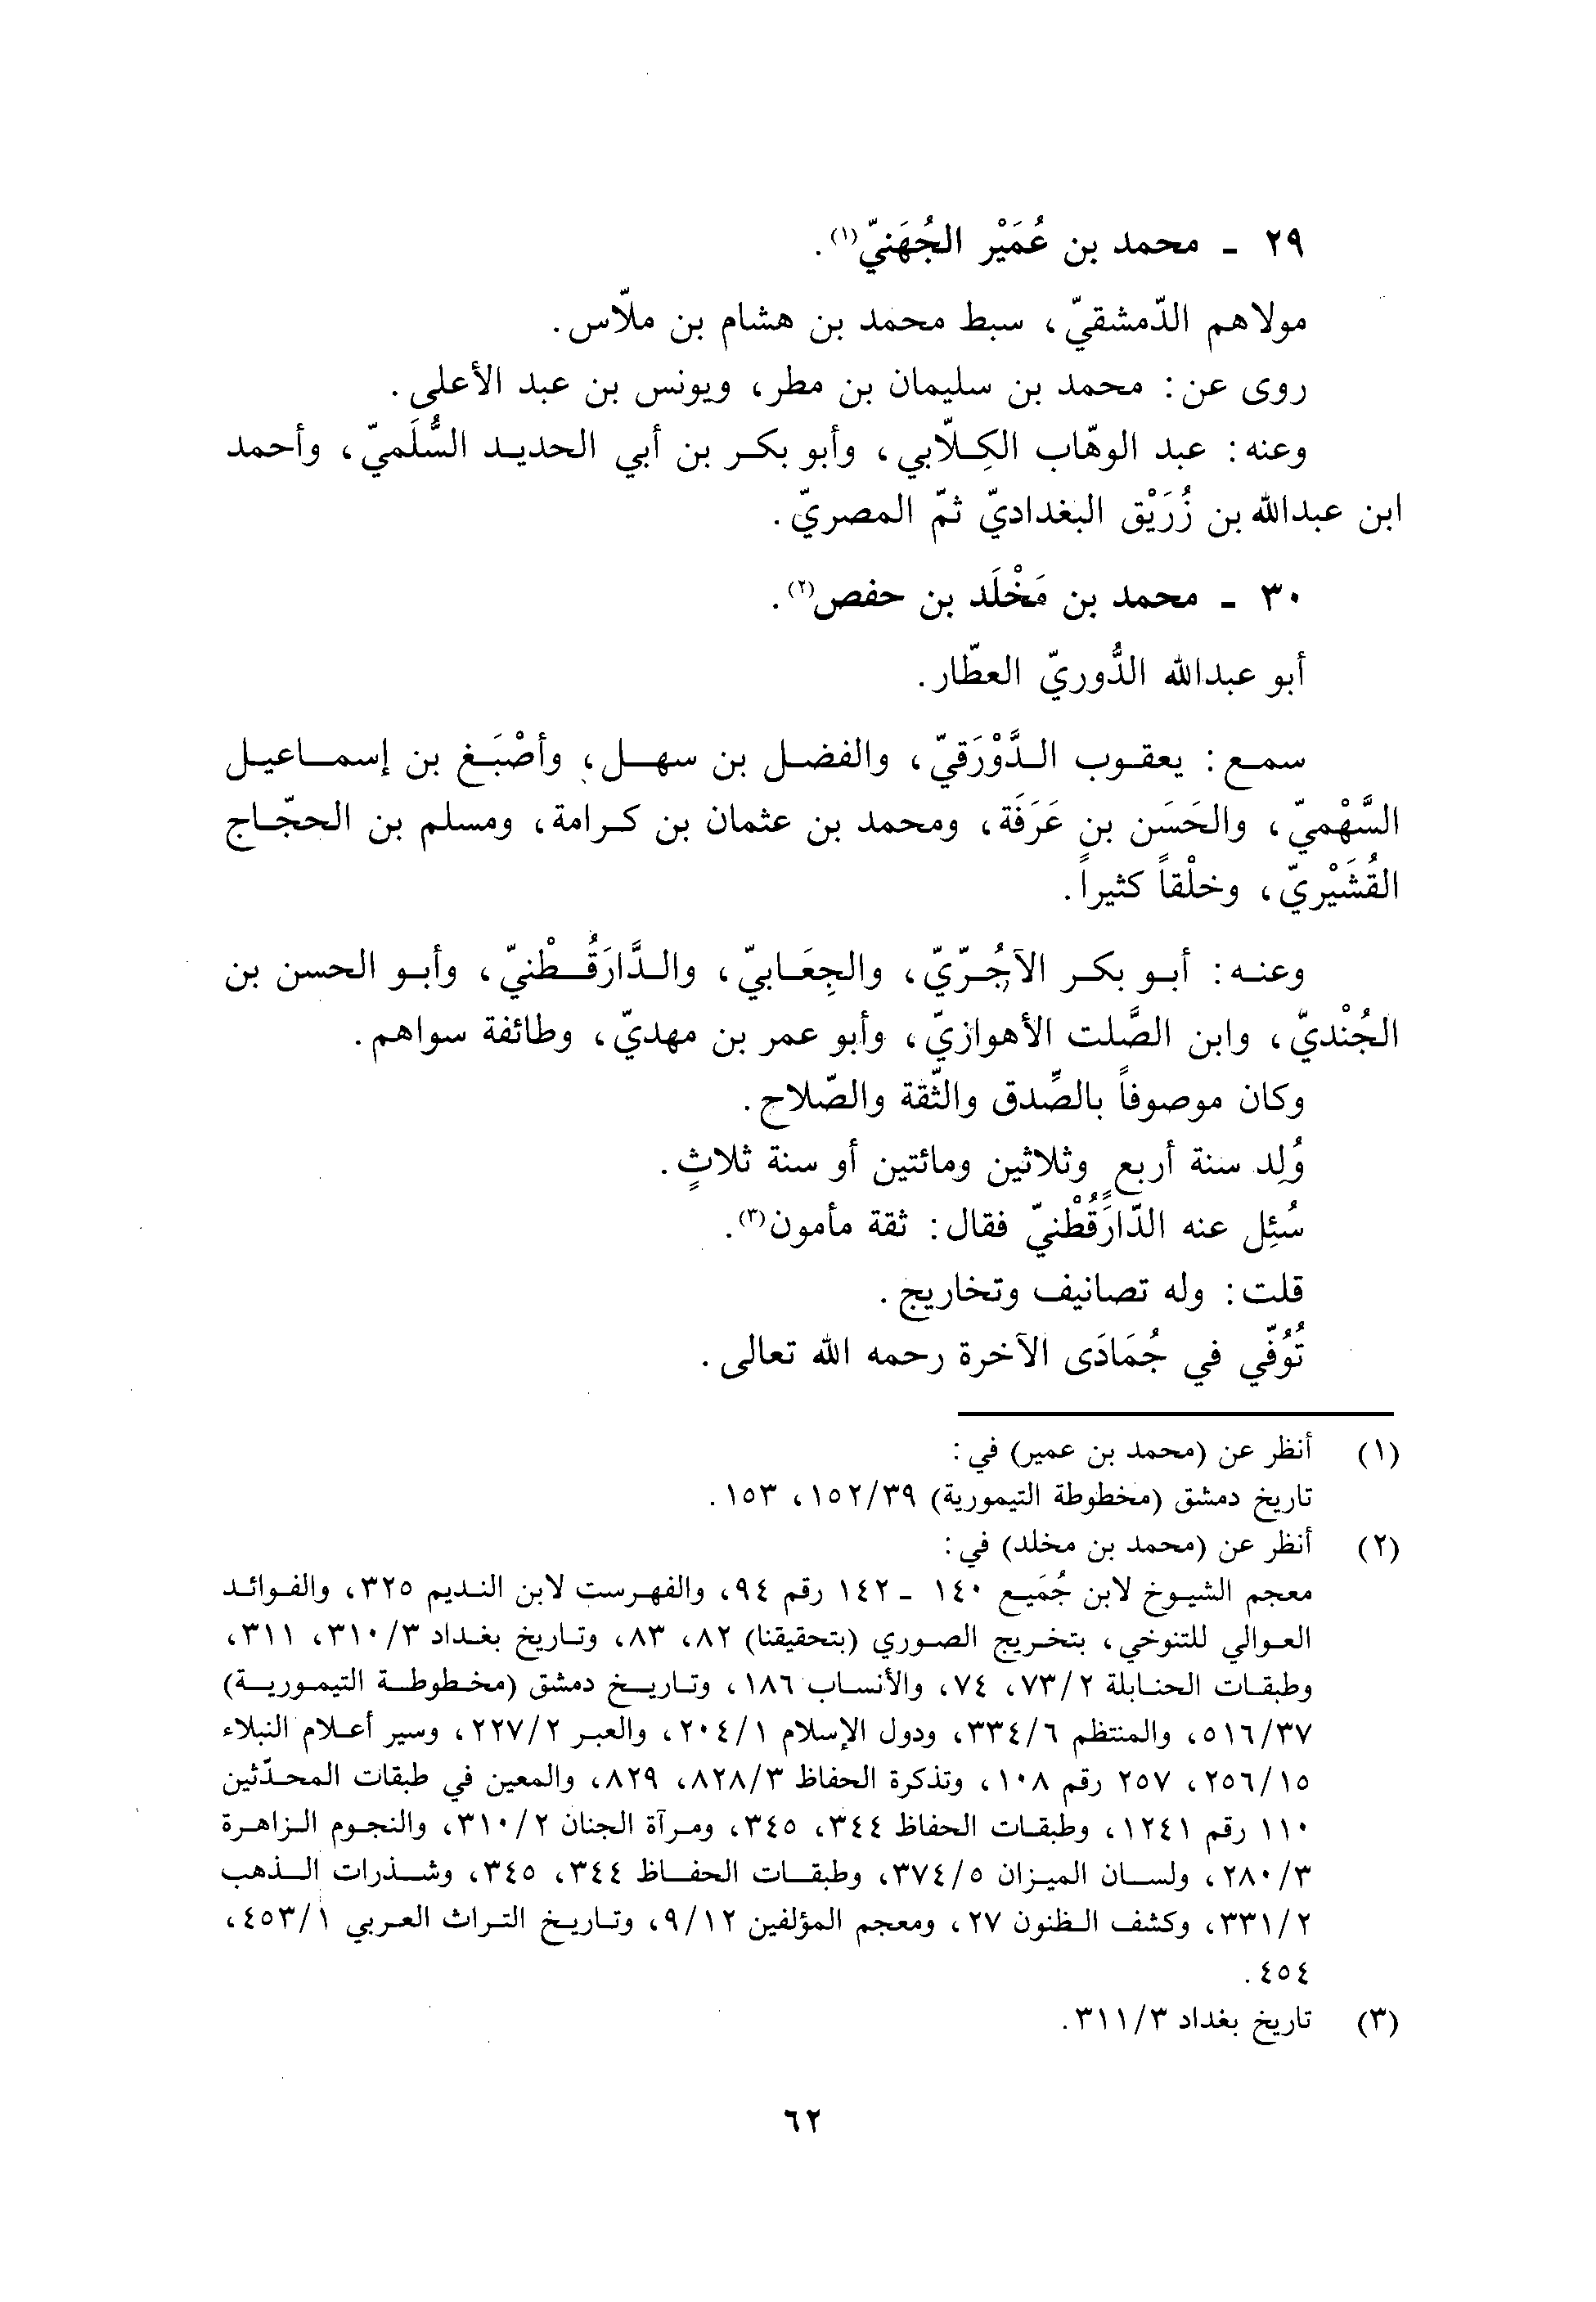 ٢٩ ـ محمد بن عُمَيْر الجُهَنيّ(١).
مولاهم الدّمشقيّ، سبط محمد بن هشام بن ملّاس.
روى عن: محمد بن سليمان بن مطر، ويونس بن عبد الأعلى.
وعنه: عبد الوهّاب الكِلّابي، وأبو بكر بن أبي الحديد السُّلَميّ، وأحمد
ابن عبدالله بن زُرَيْق البغداديّ ثمّ المصريّ.
٣٠ ـ محمد بن مَخْلَد بن حفص(٢).
أبو عبدالله الدُّوريّ العطّار.
سمع: يعقوب الدَّوْرَقيّ، والفضل بن سهل، وأصْبَغ بن إسماعيل
السَّهْميّ، والحَسَن بن عَرَفَة، ومحمد بن عثمان بن كرامة، ومسلم بن الحجّاج
القُشَيْريّ، وخلْقاً كثيراً.
وعنه: أبو بكر الآجُرّيّ، والجِعَابيّ، والدَّارَقُطْنيّ، وأبو الحسن بن
الجُنْديّ، وابن الصَّلت الأهوازيّ، وأبو عمر بن مهديّ، وطائفة سواهم.
وكان موصوفاً بالصِّدق والثّقة والصّلاح.
وُلِد سنة أربعٍ وثلاثين ومائتين أو سنة ثلاثٍ.
سُئِل عنه الدّارَقُطْنيّ فقال: ثقة مأمون(٣).
قلت: وله تصانيف وتخاريج.
تُوُفّي في جُمَادَى الآخرة رحمه الله تعالى.
(١) أنظر عن (محمد بن عمير) في:
تاريخ دمشق (مخطوطة التيمورية) ١٥٢/٣٩، ١٥٣.
(٢) أنظر عن (محمد بن مخلد) في:
معجم الشيوخ لابن جُمَيع ١٤٠ ـ ١٤٢ رقم ٩٤، والفهرست لابن النديم ٣٢٥، والفوائد
العوالي للتنوخي، بتخريج الصوري (بتحقيقنا) ٨٢، ٨٣، وتاريخ بغداد ٣١٠/٣، ٣١١،
وطبقات الحنابلة ٧٣/٢، ٧٤، والأنساب ١٨٦، وتاريخ دمشق (مخطوطة التيمورية)
٥١٦/٣٧، والمنتظم ٣٣٤/٦، ودول الإسلام ٢٠٤/١، والعبر ٢٢٧/٢، وسير أعلام النبلاء
٢٥٦/١٥، ٢٥٧ رقم ١٠٨، وتذكرة الحفاظ ٨٢٨/٣، ٨٢٩، والمعين في طبقات المحدّثين
١١٠ رقم ١٢٤١، وطبقات الحفاظ ٣٤٤، ٣٤٥، ومرآة الجنان ٣١٠/٢، والنجوم الزاهرة
٢٨٠/٣، ولسان الميزان ٣٧٤/٥، وطبقات الحفاظ ٣٤٤، ٣٤٥، وشذرات الذهب
٣٣١/٢، وكشف الظنون ٢٧، ومعجم المؤلفين ٩/١٢، وتاريخ التراث العربي ٤٥٣/١،
٤٥٤.
(٣) تاريخ بغداد ٣١١/٣.
٦٢